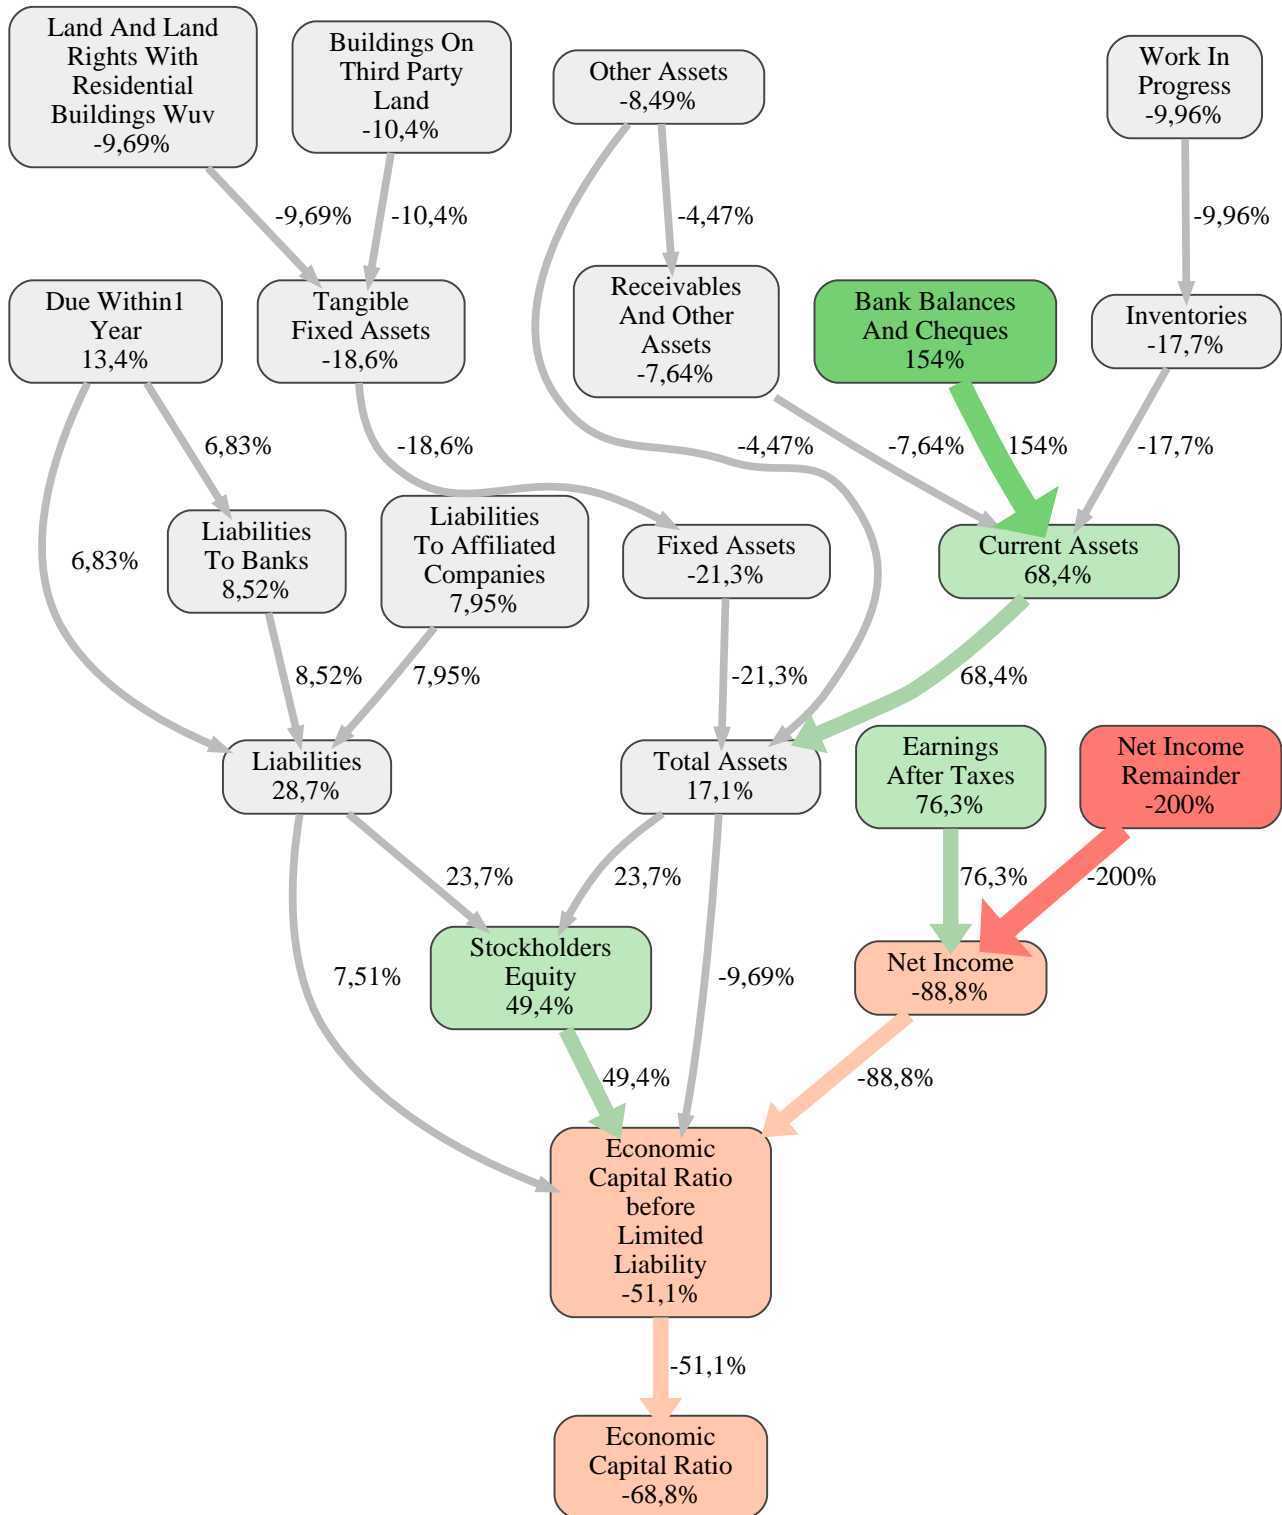 Land And Land
Rights With
Residential
Buildings Wuv
-9,69%
Buildings On
Third Party
Land
-10,4%
Other Assets
-8,49%
Work In
Progress
-9,96%
-9,69%
-10,4%
-4,47%
-9,96%
Due Within1
Year
13,4%
Tangible
Fixed Assets
-18,6%
Receivables
And Other
Assets
-7,64%
Bank Balances
And Cheques
154%
Inventories
-17,7%
6,83%
-18,6%
-4,47%
-7,64%
154%
-17,7%
Liabilities
To Banks
8,52%
Liabilities
To Affiliated
Companies
7,95%
Fixed Assets
-21,3%
Current Assets
68,4%
6,83%
8,52%
7,95%
-21,3%
68,4%
Liabilities
28,7%
Total Assets
17,1%
Earnings
After Taxes
76,3%
Net Income
Remainder
-200%
23,7%
23,7%
76,3%
-200%
Stockholders
Equity
49,4%
Net Income
-88,8%
7,51%
-9,69%
49,4%
-88,8%
Economic
Capital Ratio
before
Limited
Liability
-51,1%
-51,1%
Economic
Capital Ratio
-68,8%